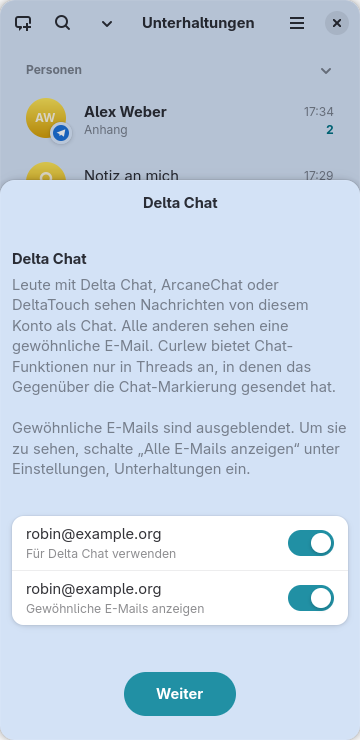 Unterhaltungen
Personen
AW
Alex Weber
17:34
Anhang
2
Notiz an mich
17:29
Delta Chat
Delta Chat
Leute mit Delta Chat, ArcaneChat oder
DeltaTouch sehen Nachrichten von diesem
Konto als Chat. Alle anderen sehen eine
gewöhnliche E-Mail. Curlew bietet Chat-
Funktionen nur in Threads an, in denen das
Gegenüber die Chat-Markierung gesendet hat.
Gewöhnliche E-Mails sind ausgeblendet. Um sie
zu sehen, schalte „Alle E-Mails anzeigen“ unter
Einstellungen, Unterhaltungen ein.
robin@example.org
Für Delta Chat verwenden
robin@example.org
Gewöhnliche E-Mails anzeigen
Weiter